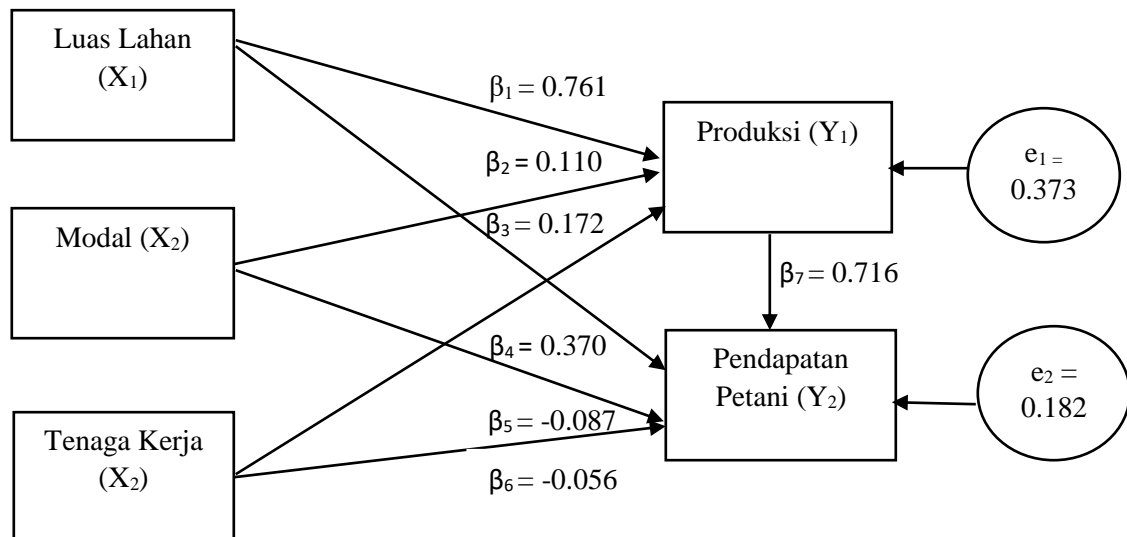 Luas Lahan
(X₁)
β₁ = 0.761
Produksi (Y₁)
e₁ =
0.373
β₂ = 0.110
β₃ = 0.172
Modal (X₂)
β₇ = 0.716
β₄ = 0.370
Pendapatan
Petani (Y₂)
e₂ =
0.182
Tenaga Kerja
(X₂)
β₅ = -0.087
β₆ = -0.056